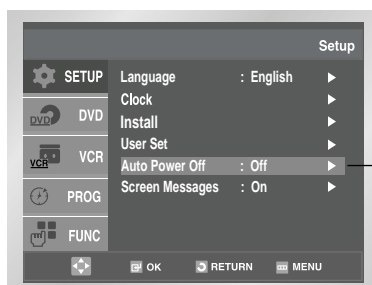 Setup
SETUP
Language : English
Clock
DVD DVD
Install
User Set
VCR VCR
Auto Power Off : Off
Screen Messages : On
PROG
FUNC
OK RETURN MENU